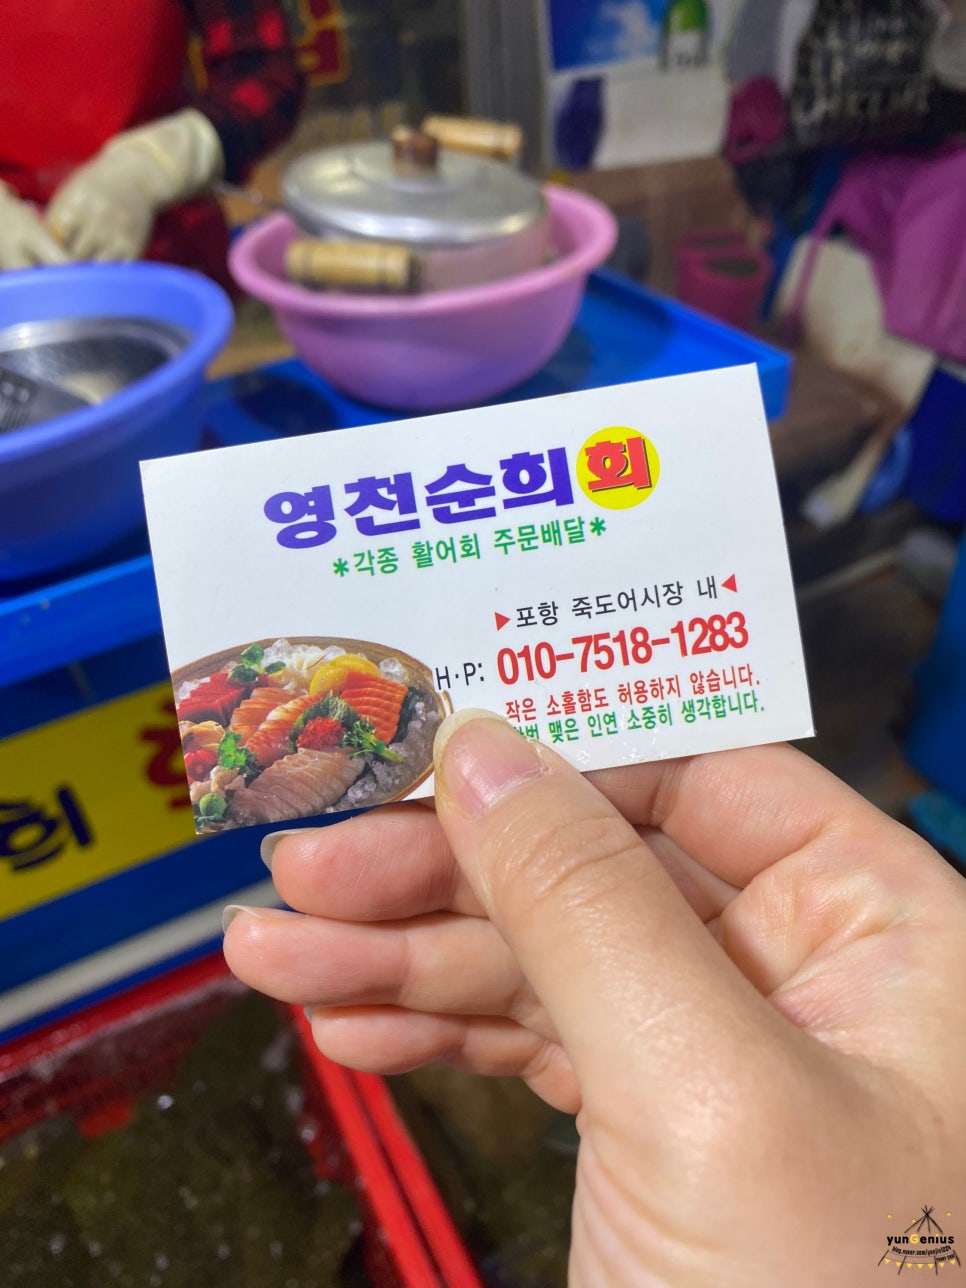 영천순희회
*각종 활어회 주문배달*
▶포항 죽도어시장 내◀
H·P: 010-7518-1283
작은 소홀함도 허용하지 않습니다.
맺은 인연 소중히 생각합니다.
희
yunGenius